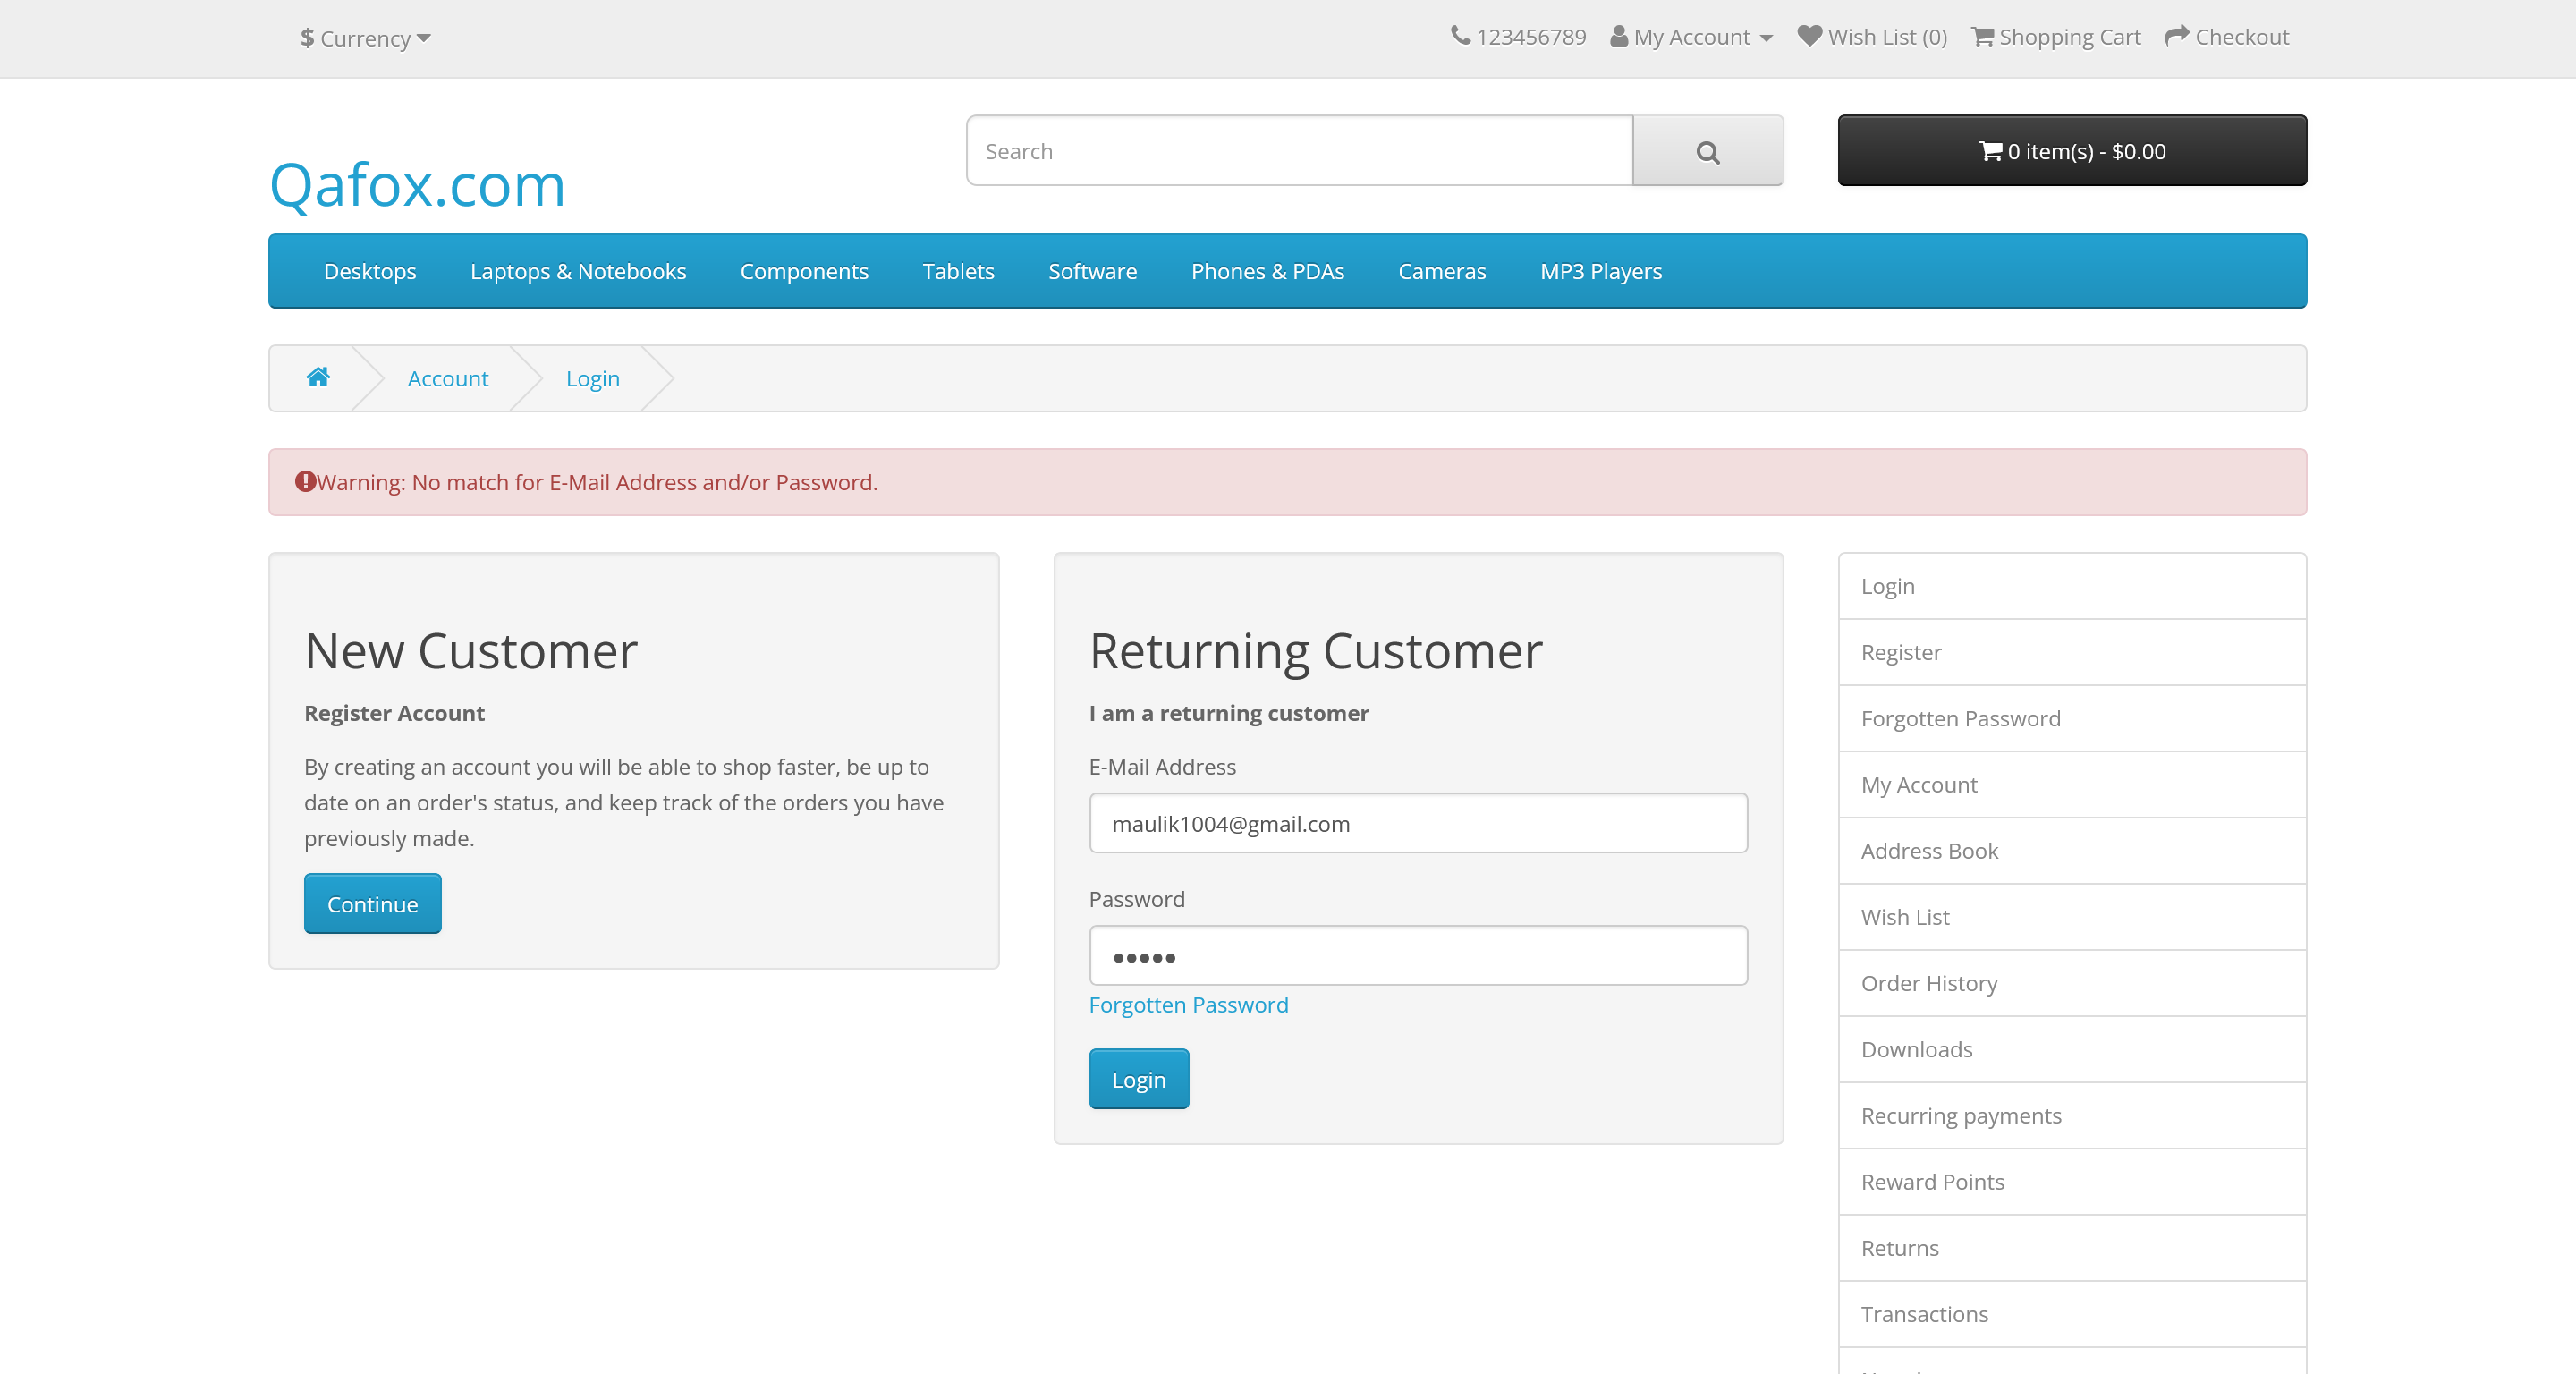 $ Currency
123456789 My Account Wish List (0) Shopping Cart Checkout
Qafox.com
Search
0 item(s) - $0.00
Desktops Laptops & Notebooks Components Tablets Software Phones & PDAs Cameras MP3 Players
Account Login
Warning: No match for E-Mail Address and/or Password.
New Customer
Register Account
By creating an account you will be able to shop faster, be up to
date on an order's status, and keep track of the orders you have
previously made.
Continue
Returning Customer
I am a returning customer
E-Mail Address
maulik1004@gmail.com
Password
•••••
Forgotten Password
Login
Login
Register
Forgotten Password
My Account
Address Book
Wish List
Order History
Downloads
Recurring payments
Reward Points
Returns
Transactions